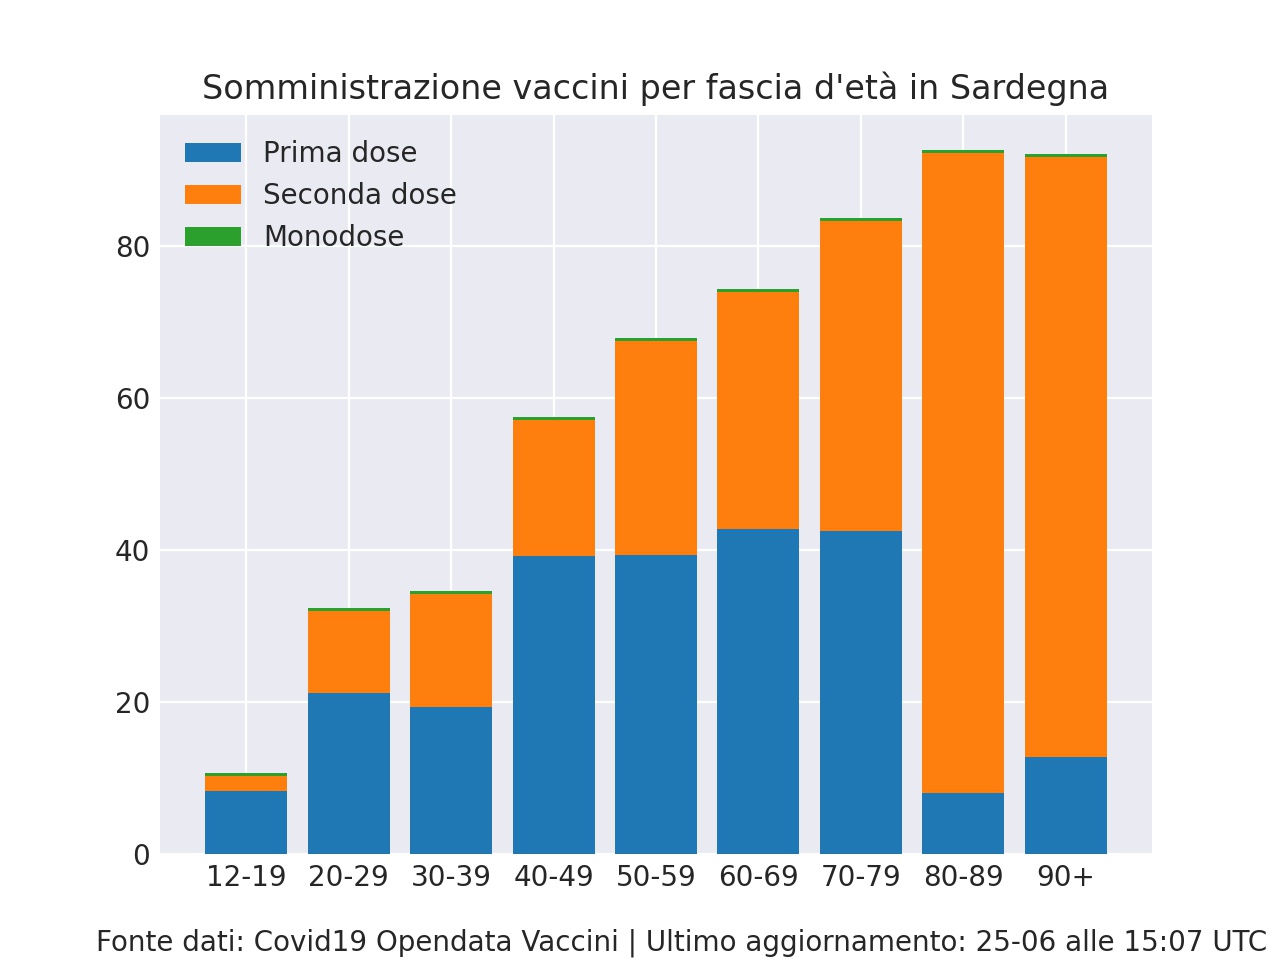 Somministrazione vaccini per fascia d'età in Sardegna
Prima dose
Seconda dose
Monodose
80
60
40
20
0
12-19 20-29 30-39 40-49 50-59 60-69 70-79 80-89 90+
Fonte dati: Covid19 Opendata Vaccini | Ultimo aggiornamento: 25-06 alle 15:07 UTC